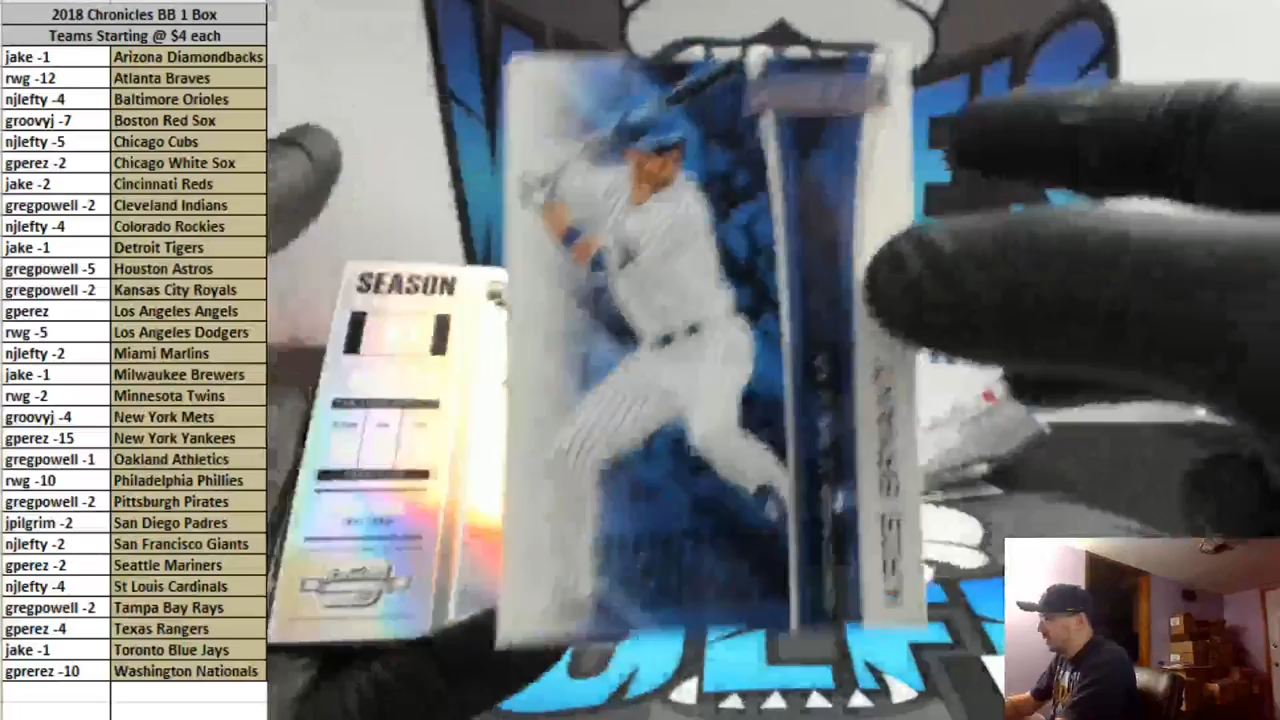 2018 Chronicles BB 1 Box
Teams Starting @ $4 each
jake -1 Arizona Diamondbacks
rwg -12 Atlanta Braves
njlefty -4 Baltimore Orioles
groovyj -7 Boston Red Sox
njlefty -5 Chicago Cubs
gperez -2 Chicago White Sox
jake -2 Cincinnati Reds
gregpowell -2 Cleveland Indians
njlefty -4 Colorado Rockies
jake -1 Detroit Tigers
gregpowell -5 Houston Astros
gregpowell -2 Kansas City Royals
gperez Los Angeles Angels
rwg -5 Los Angeles Dodgers
njlefty -2 Miami Marlins
jake -1 Milwaukee Brewers
rwg -2 Minnesota Twins
groovyj -4 New York Mets
gperez -15 New York Yankees
gregpowell -1 Oakland Athletics
rwg -10 Philadelphia Phillies
gregpowell -2 Pittsburgh Pirates
jpilgrim -2 San Diego Padres
njlefty -2 San Francisco Giants
gperez -2 Seattle Mariners
njlefty -4 St Louis Cardinals
gregpowell -2 Tampa Bay Rays
gperez -4 Texas Rangers
jake -1 Toronto Blue Jays
gprerez -10 Washington Nationals
SEASON